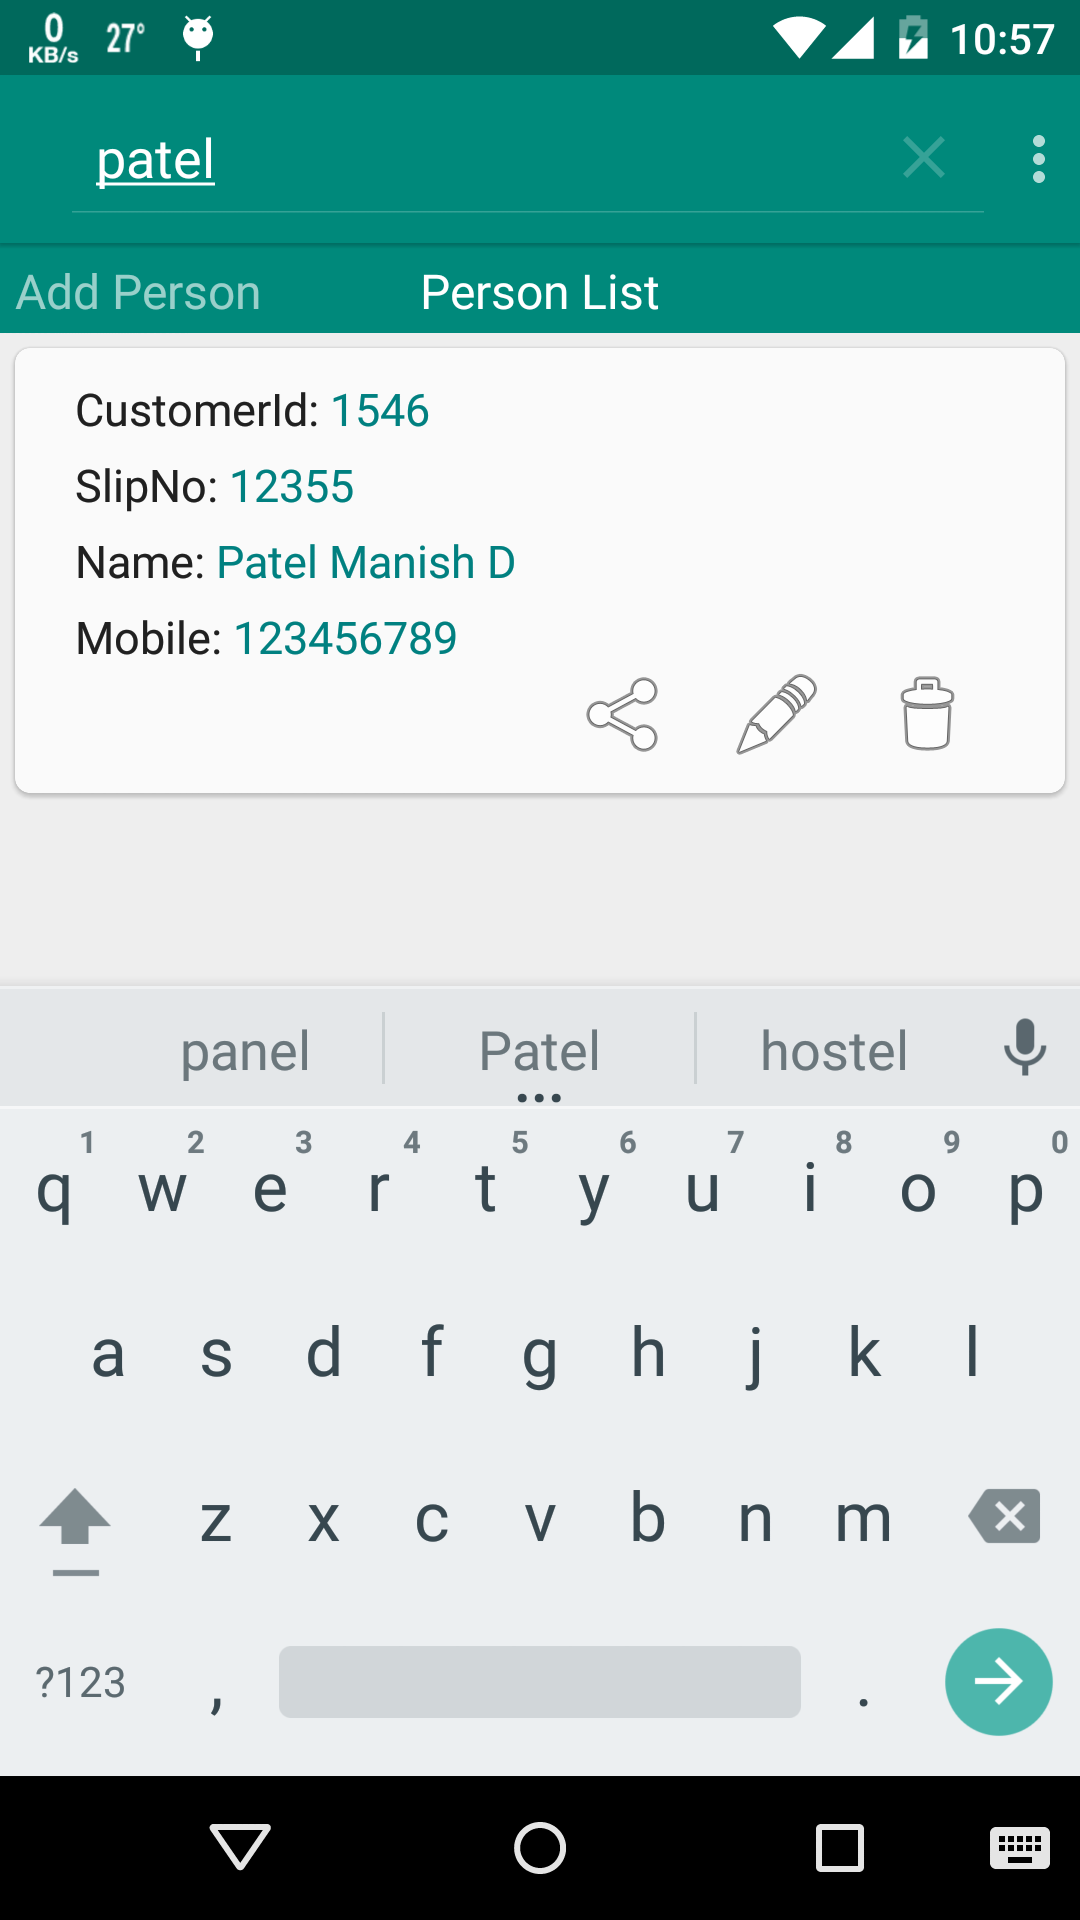 0 KB/s 27° 10:57
patel
Add Person Person List
CustomerId: 1546
SlipNo: 12355
Name: Patel Manish D
Mobile: 123456789
panel Patel hostel
1 2 3 4 5 6 7 8 9 0
q w e r t y u i o p
a s d f g h j k l
z x c v b n m
?123 , .